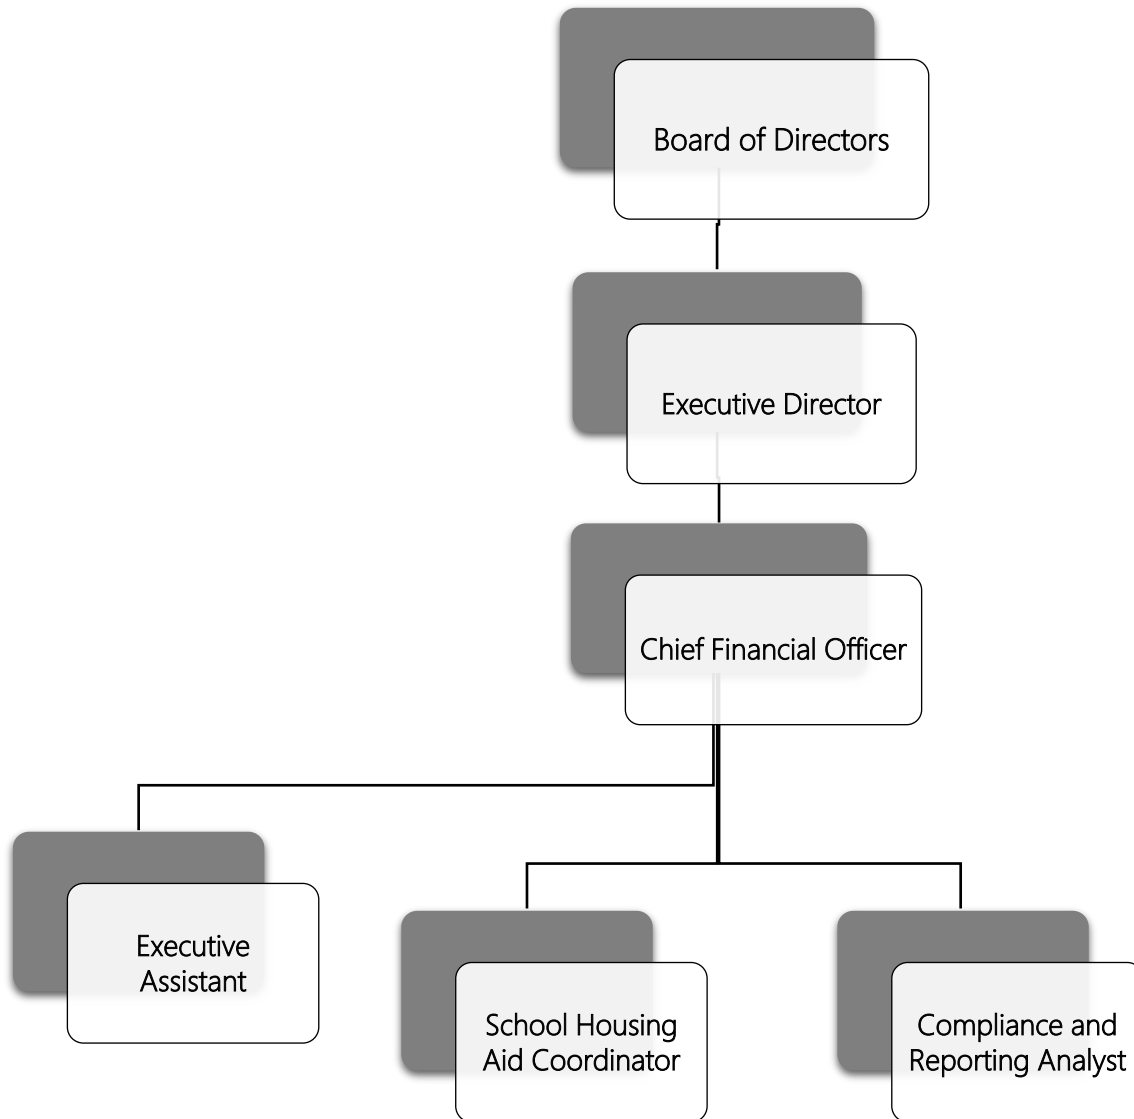 Board of Directors
Executive Director
Chief Financial Officer
Executive
Assistant
School Housing
Aid Coordinator
Compliance and
Reporting Analyst